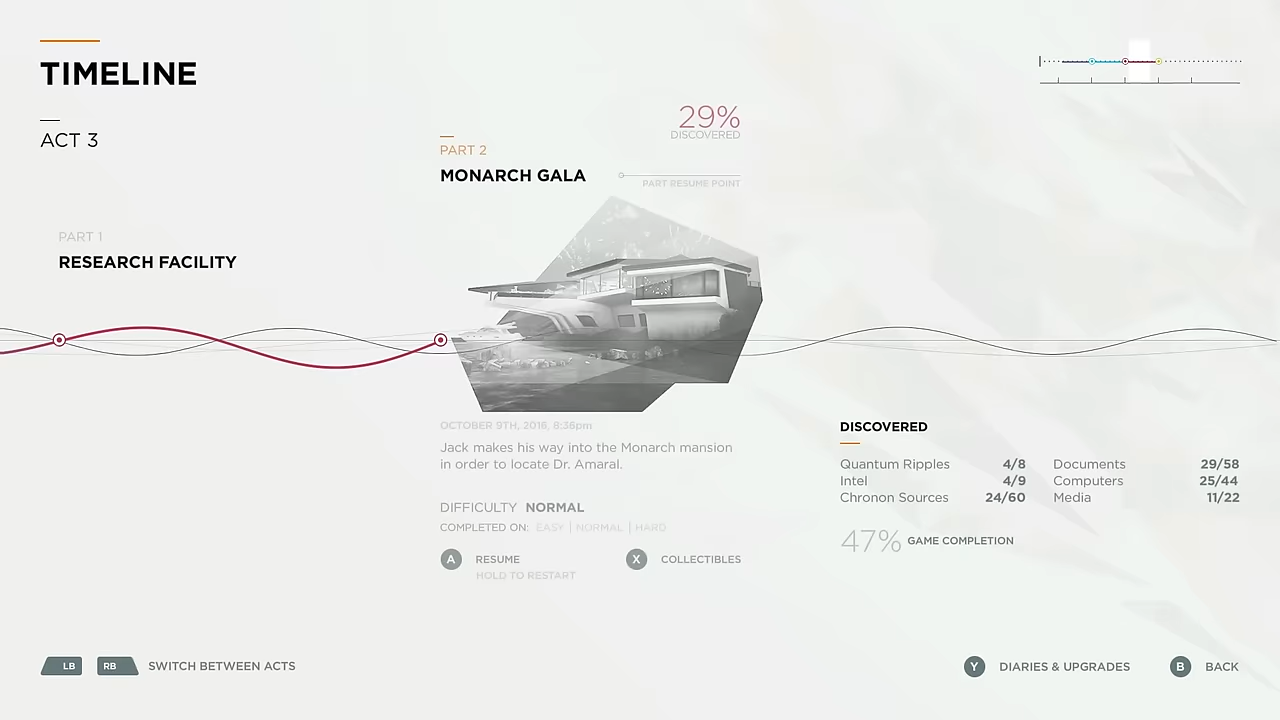 TIMELINE
ACT 3
PART 1
RESEARCH FACILITY
29%
DISCOVERED
PART 2
MONARCH GALA
PART RESUME POINT
OCTOBER 9TH, 2016, 8:36pm
Jack makes his way into the Monarch mansion
in order to locate Dr. Amaral.
DIFFICULTY NORMAL
COMPLETED ON: EASY | NORMAL | HARD
A RESUME
HOLD TO RESTART
X COLLECTIBLES
DISCOVERED
Quantum Ripples 4/8 Documents 29/58
Intel 4/9 Computers 25/44
Chronon Sources 24/60 Media 11/22
47% GAME COMPLETION
LB RB SWITCH BETWEEN ACTS
Y DIARIES & UPGRADES B BACK